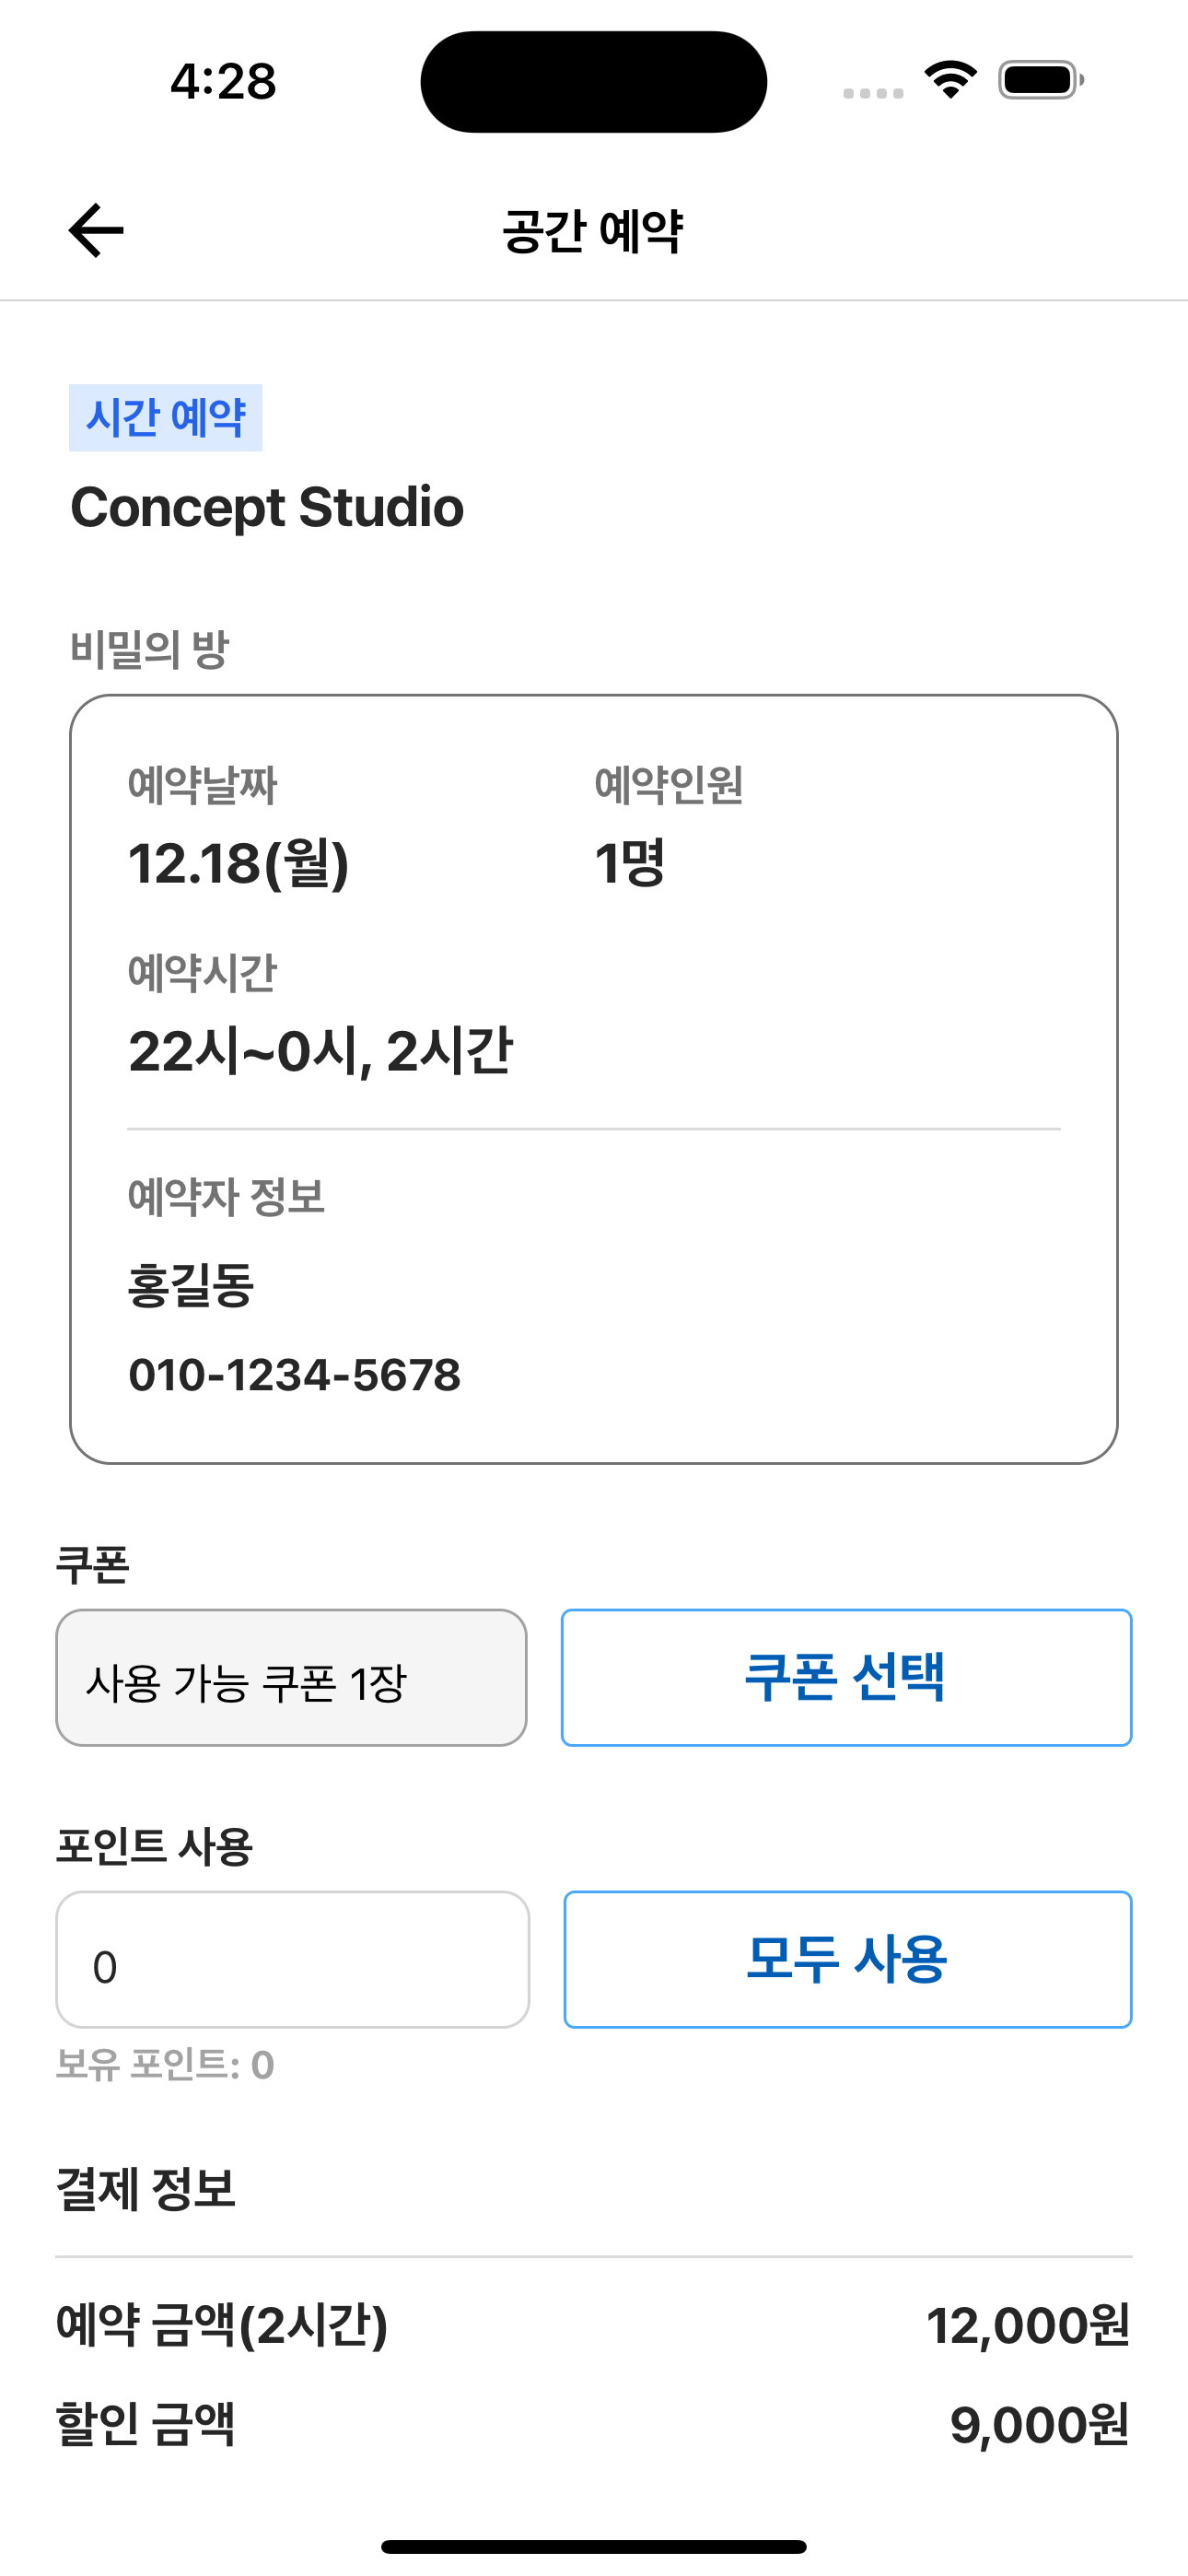 4:28
공간 예약
시간 예약
Concept Studio
비밀의 방
예약날짜 예약인원
12.18(월) 1명
예약시간
22시~0시, 2시간
예약자 정보
홍길동
010-1234-5678
쿠폰
사용 가능 쿠폰 1장 쿠폰 선택
포인트 사용
0 모두 사용
보유 포인트: 0
결제 정보
예약 금액(2시간) 12,000원
할인 금액 9,000원